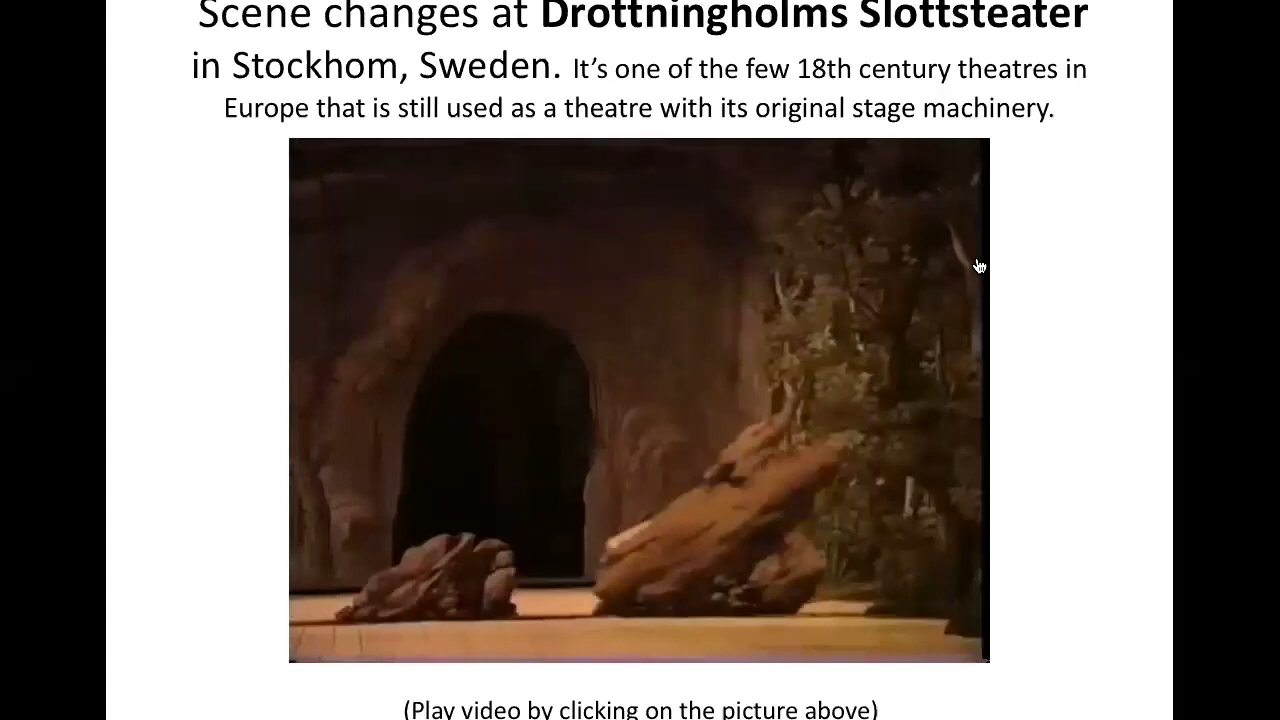 Scene changes at Drottningholms Slottsteater
in Stockhom, Sweden. It’s one of the few 18th century theatres in
Europe that is still used as a theatre with its original stage machinery.
(Play video by clicking on the picture above)